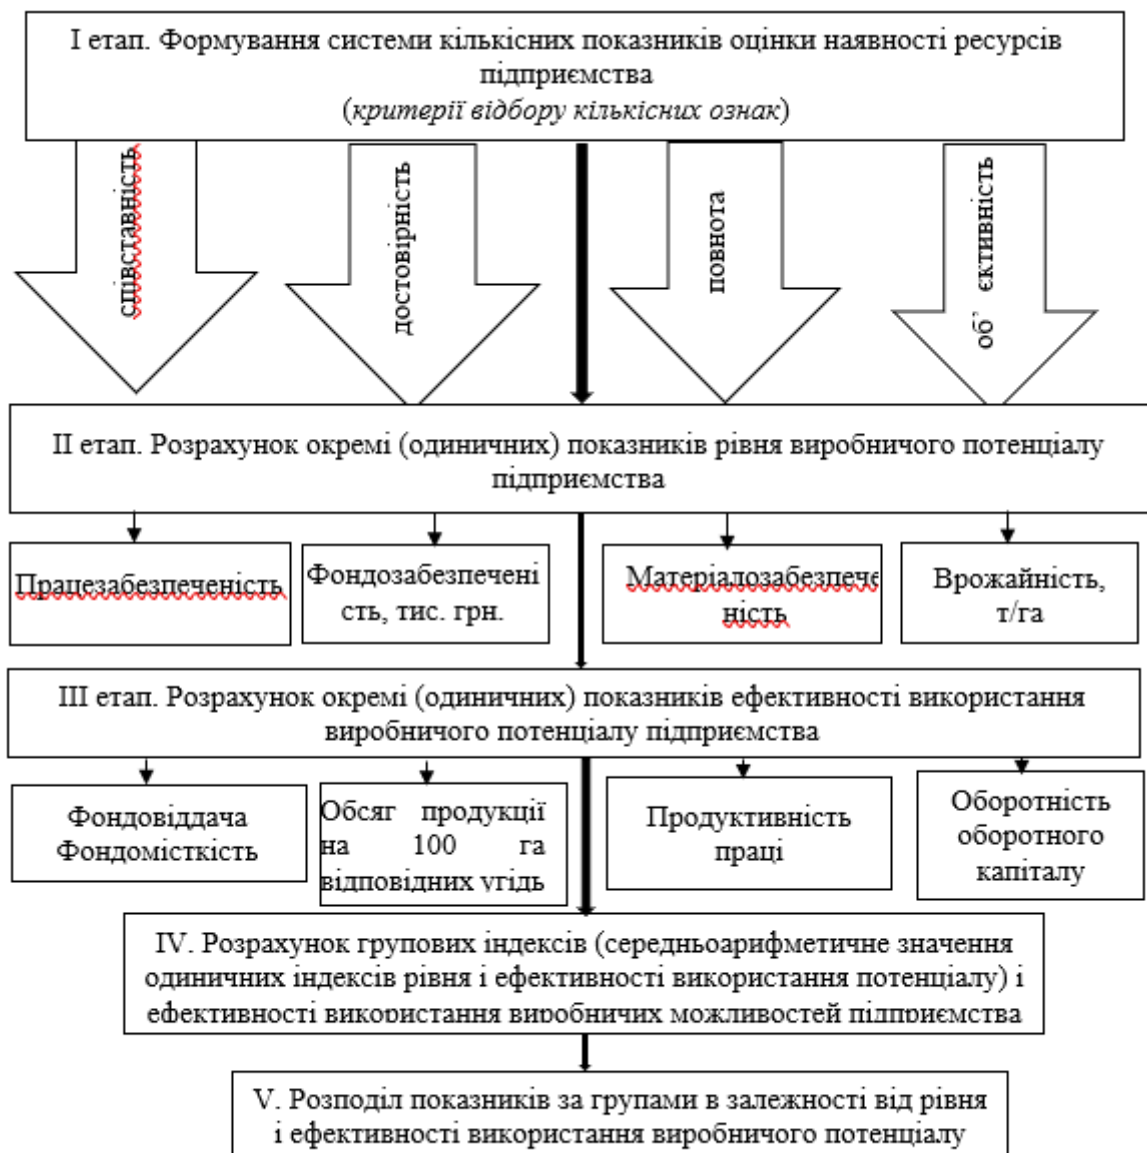 І етап. Формування системи кількісних показників оцінки наявності ресурсів
підприємства
(критерії відбору кількісних ознак)
співставність
достовірність
повнота
об’ єктивність
ІІ етап. Розрахунок окремі (одиничних) показників рівня виробничого потенціалу
підприємства
Працезабезпеченість
Фондозабезпечені
сть, тис. грн.
Матеріалозабезпече
ність
Врожайність,
т/га
ІІІ етап. Розрахунок окремі (одиничних) показників ефективності використання
виробничого потенціалу підприємства
Фондовіддача
Фондомісткість
Обсяг продукції
на 100 га
відповідних угідь
Продуктивність
праці
Оборотність
оборотного
капіталу
IV. Розрахунок групових індексів (середньоарифметичне значення
одиничних індексів рівня і ефективності використання потенціалу) і
ефективності використання виробничих можливостей підприємства
V. Розподіл показників за групами в залежності від рівня
і ефективності використання виробничого потенціалу